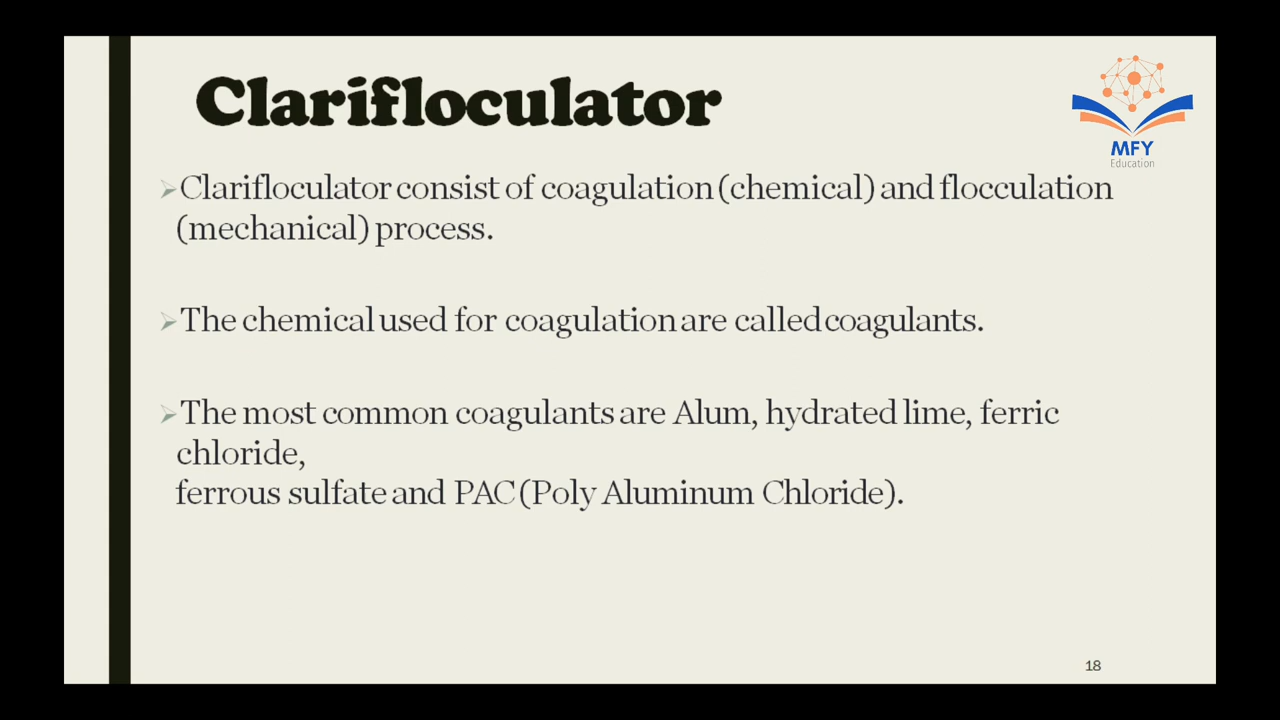 Clarifloculator
MFY
Education
➢Clarifloculator consist of coagulation (chemical) and flocculation
(mechanical) process.
➢The chemical used for coagulation are called coagulants.
➢The most common coagulants are Alum, hydrated lime, ferric
chloride,
ferrous sulfate and PAC (Poly Aluminum Chloride).
18